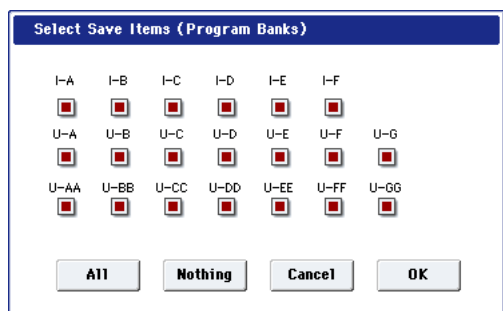 Select Save Items (Program Banks)
I-A I-B I-C I-D I-E I-F
U-A U-B U-C U-D U-E U-F U-G
U-AA U-BB U-CC U-DD U-EE U-FF U-GG
All Nothing Cancel OK